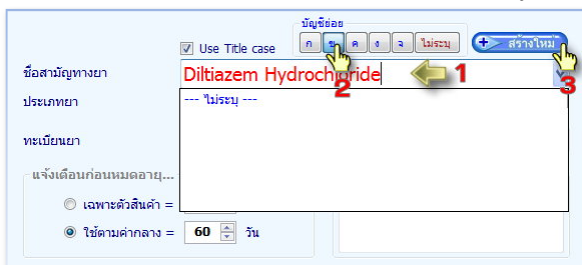 บัญชีย่อย
Use Title case ก ข ค ง จ ไม่ระบุ สร้างใหม่
ชื่อสามัญทางยา Diltiazem Hydrochloride 1
2 3
ประเภทยา --- ไม่ระบุ ---
ทะเบียนยา
แจ้งเตือนก่อนหมดอายุ...
เฉพาะตัวสินค้า =
ใช้ตามค่ากลาง = 60 วัน